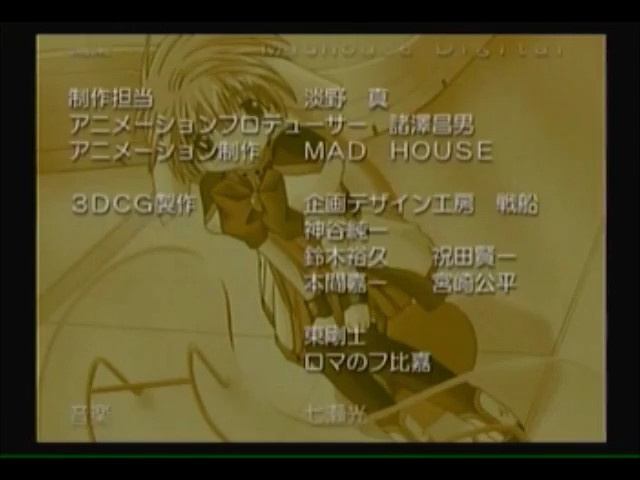 Madhouse Digital
制作担当　淡野　真
アニメーションプロデューサー　諸澤昌男
アニメーション制作　MAD HOUSE
3DCG製作　企画デザイン工房　戦船
神谷純一
鈴木裕久　祝田賢一
本間嘉一　宮崎公平
東剛士
ロマのフ比嘉
音楽　七瀬光